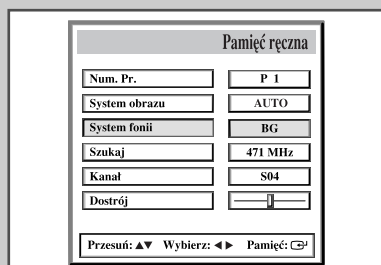 Pamięć ręczna
Num. Pr. P 1
System obrazu AUTO
System fonii BG
Szukaj 471 MHz
Kanał S04
Dostrój
Przesuń: ▲▼ Wybierz: ◀ ▶ Pamięć: